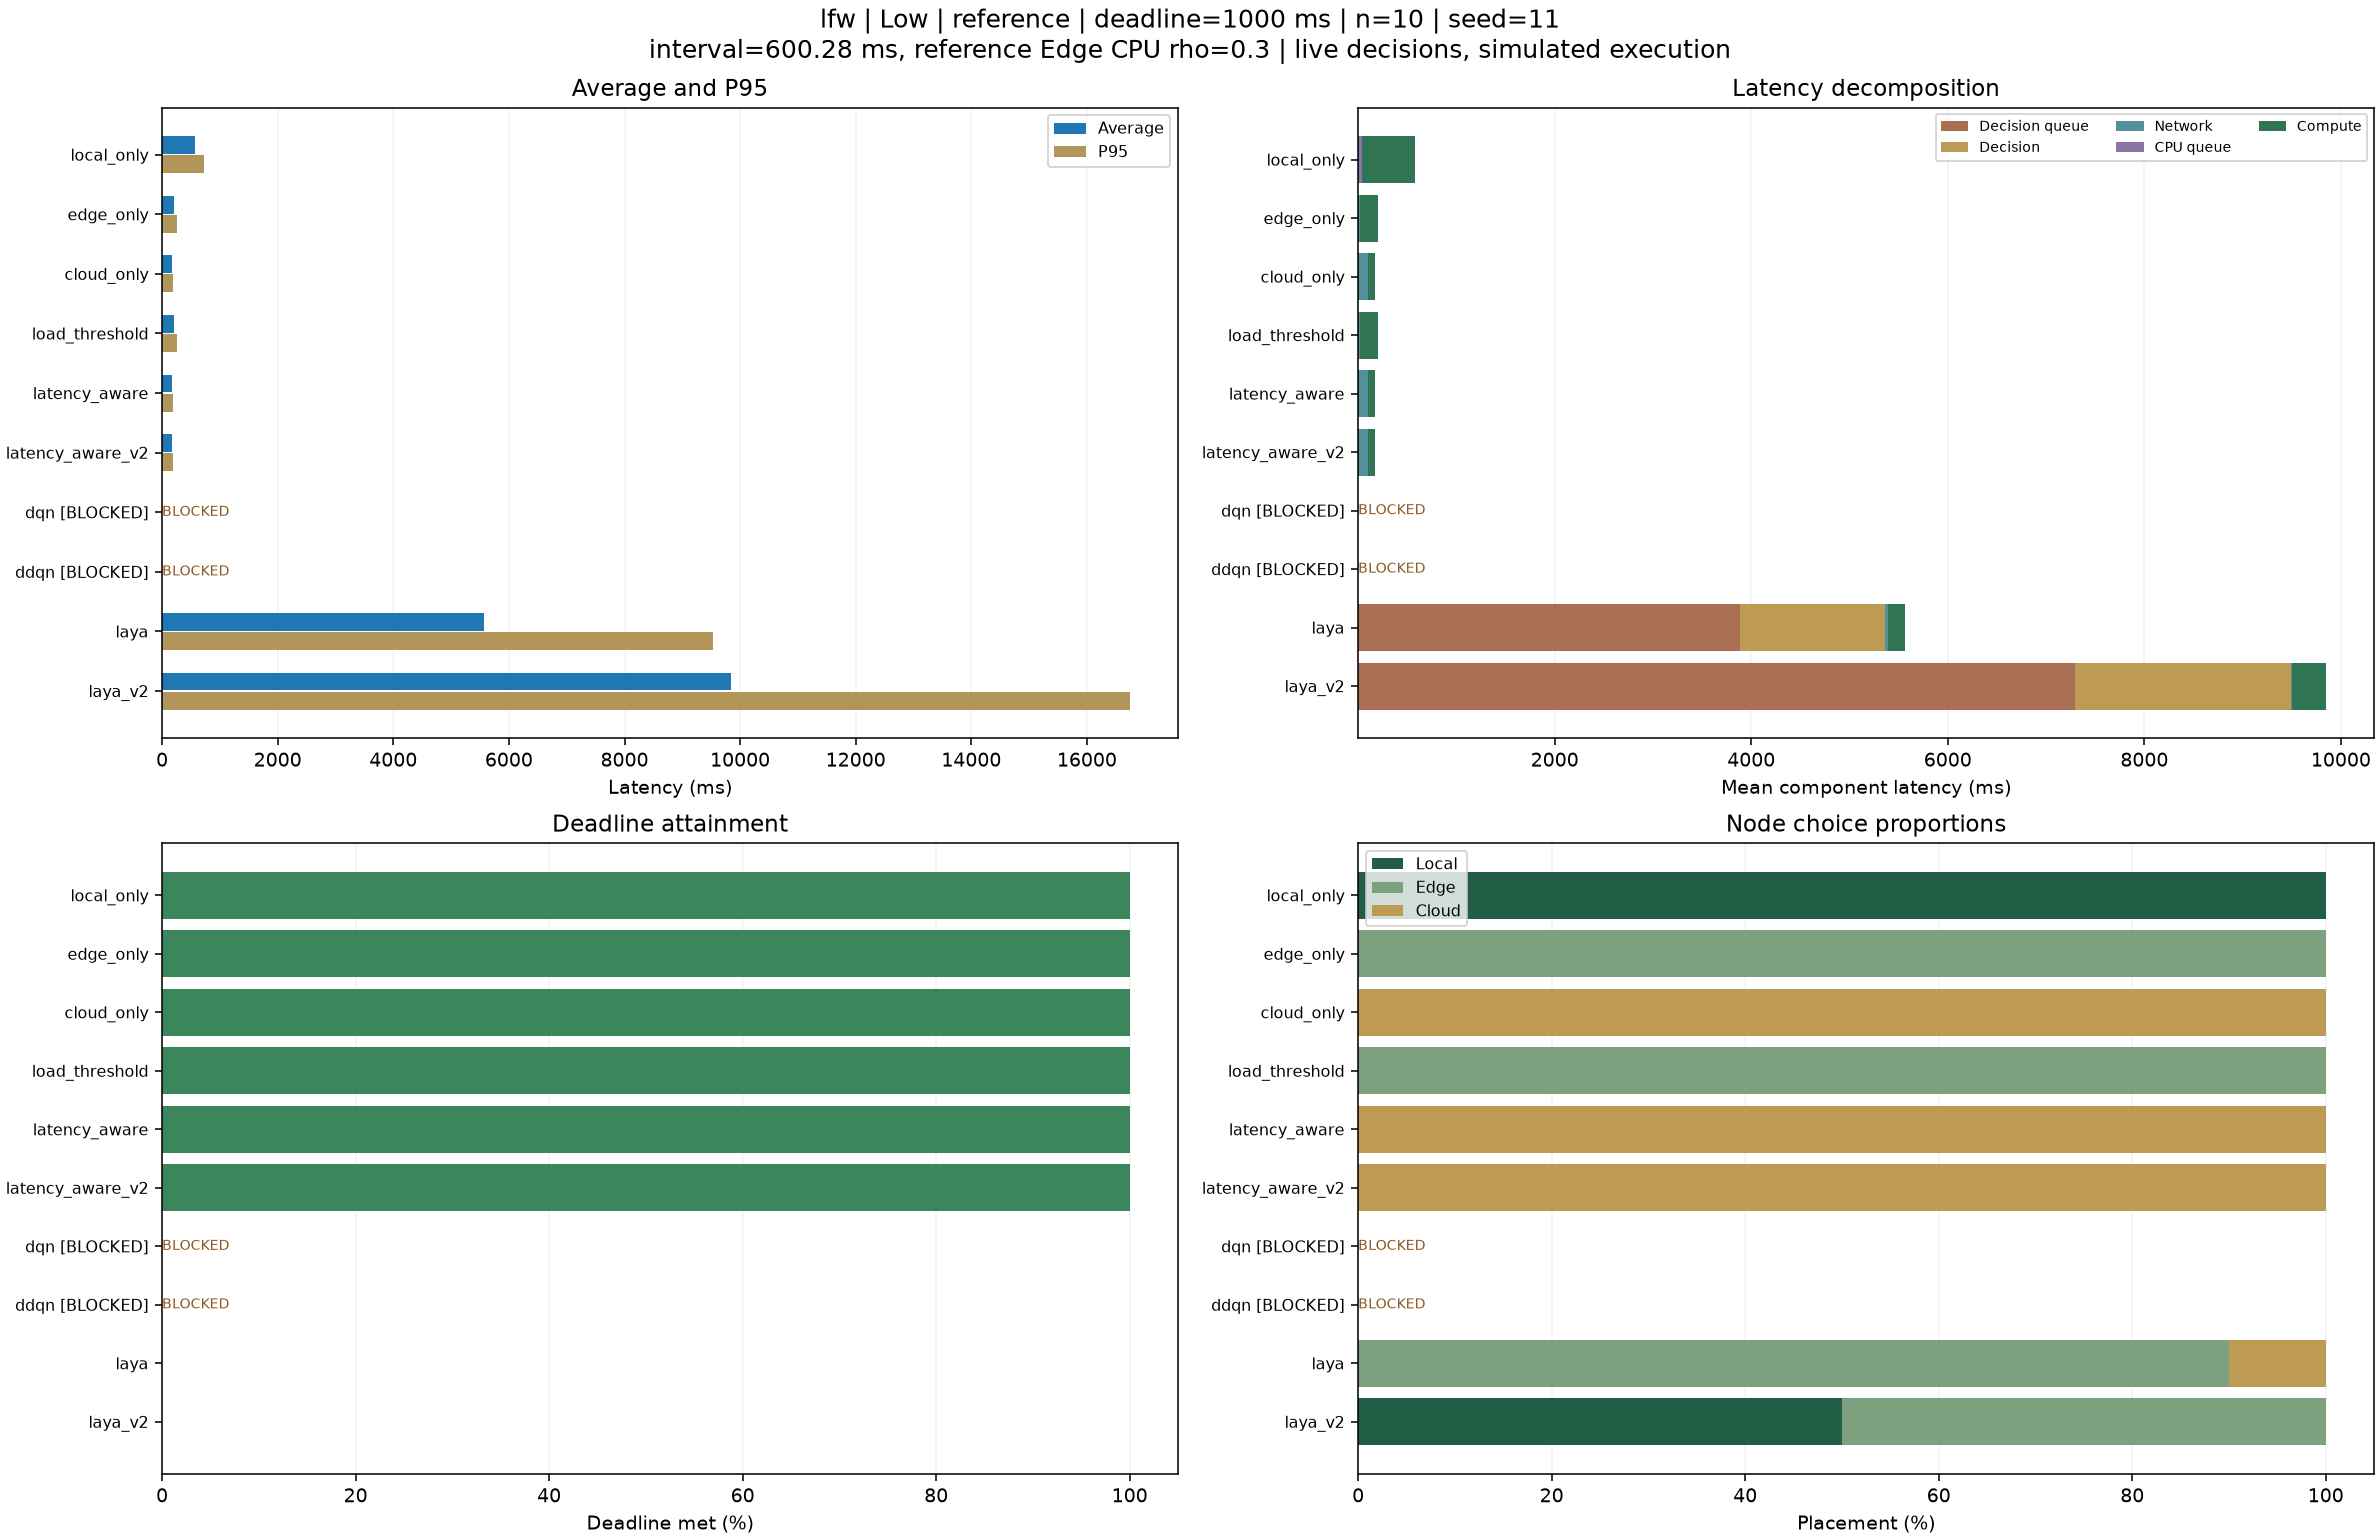 lfw | Low | reference | deadline=1000 ms | n=10 | seed=11
interval=600.28 ms, reference Edge CPU rho=0.3 | live decisions, simulated execution
Average and P95
Average
P95
local_only
edge_only
cloud_only
load_threshold
latency_aware
latency_aware_v2
dqn [BLOCKED]
BLOCKED
ddqn [BLOCKED]
BLOCKED
laya
laya_v2
0 2000 4000 6000 8000 10000 12000 14000 16000
Latency (ms)
Latency decomposition
Decision queue Network Compute
Decision CPU queue
local_only
edge_only
cloud_only
load_threshold
latency_aware
latency_aware_v2
dqn [BLOCKED]
BLOCKED
ddqn [BLOCKED]
BLOCKED
laya
laya_v2
2000 4000 6000 8000 10000
Mean component latency (ms)
Deadline attainment
local_only
edge_only
cloud_only
load_threshold
latency_aware
latency_aware_v2
dqn [BLOCKED]
BLOCKED
ddqn [BLOCKED]
BLOCKED
laya
laya_v2
0 20 40 60 80 100
Deadline met (%)
Node choice proportions
Local
Edge
Cloud
local_only
edge_only
cloud_only
load_threshold
latency_aware
latency_aware_v2
dqn [BLOCKED]
BLOCKED
ddqn [BLOCKED]
BLOCKED
laya
laya_v2
0 20 40 60 80 100
Placement (%)